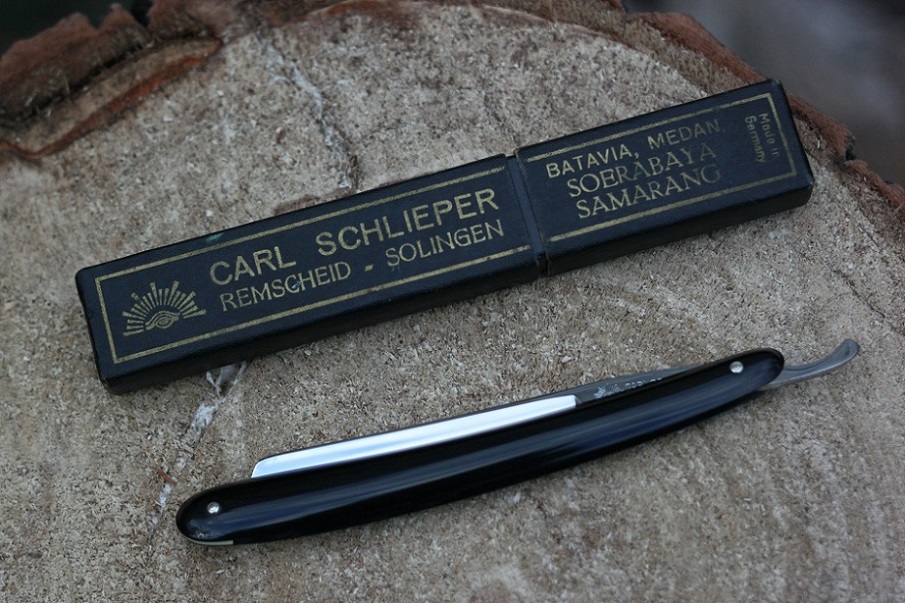 CARL SCHLIEPER
REMSCHEID - SOLINGEN
BATAVIA, MEDAN,
SOERABAYA
SAMARANG
Made in
Germany